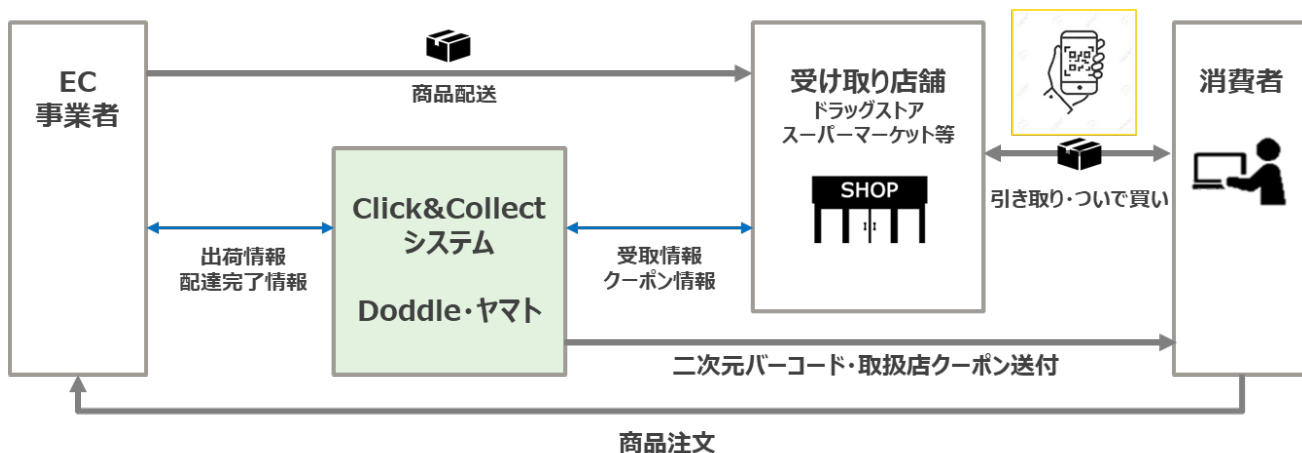 EC
事業者
商品配送
Click&Collect
システム
Doddle・ヤマト
出荷情報
配達完了情報
受取情報
クーポン情報
受け取り店舗
ドラッグストア
スーパーマーケット等
SHOP
引き取り・ついで買い
消費者
二次元バーコード・取扱店クーポン送付
商品注文